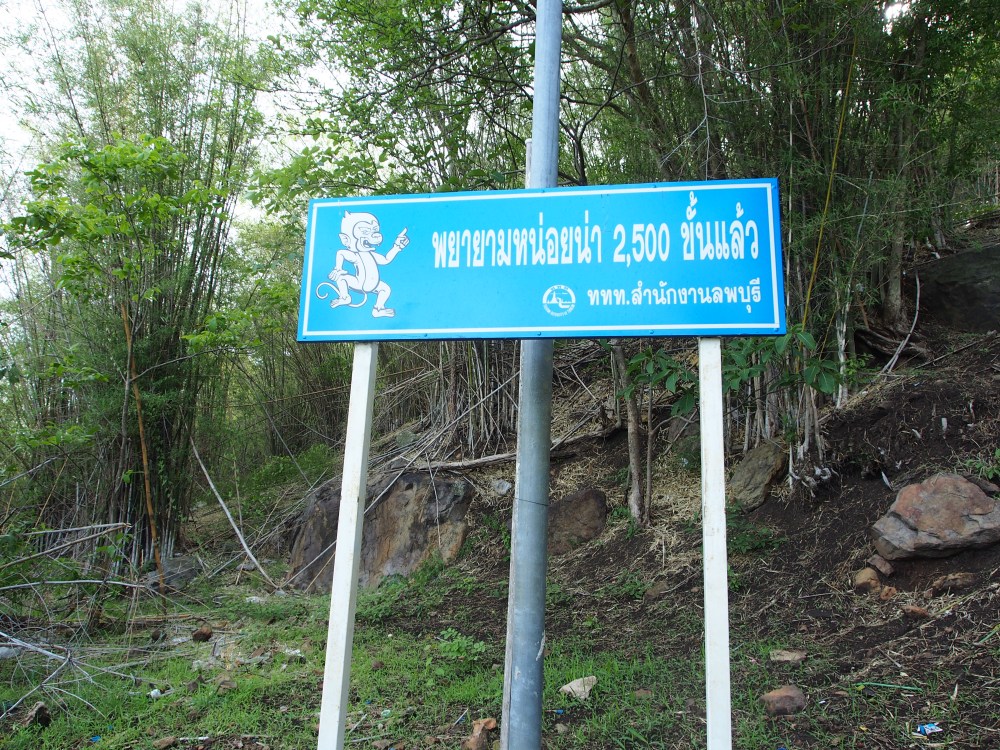 พยายามหน่อยน่า 2,500 ขั้นแล้ว
ททท.สำนักงานลพบุรี